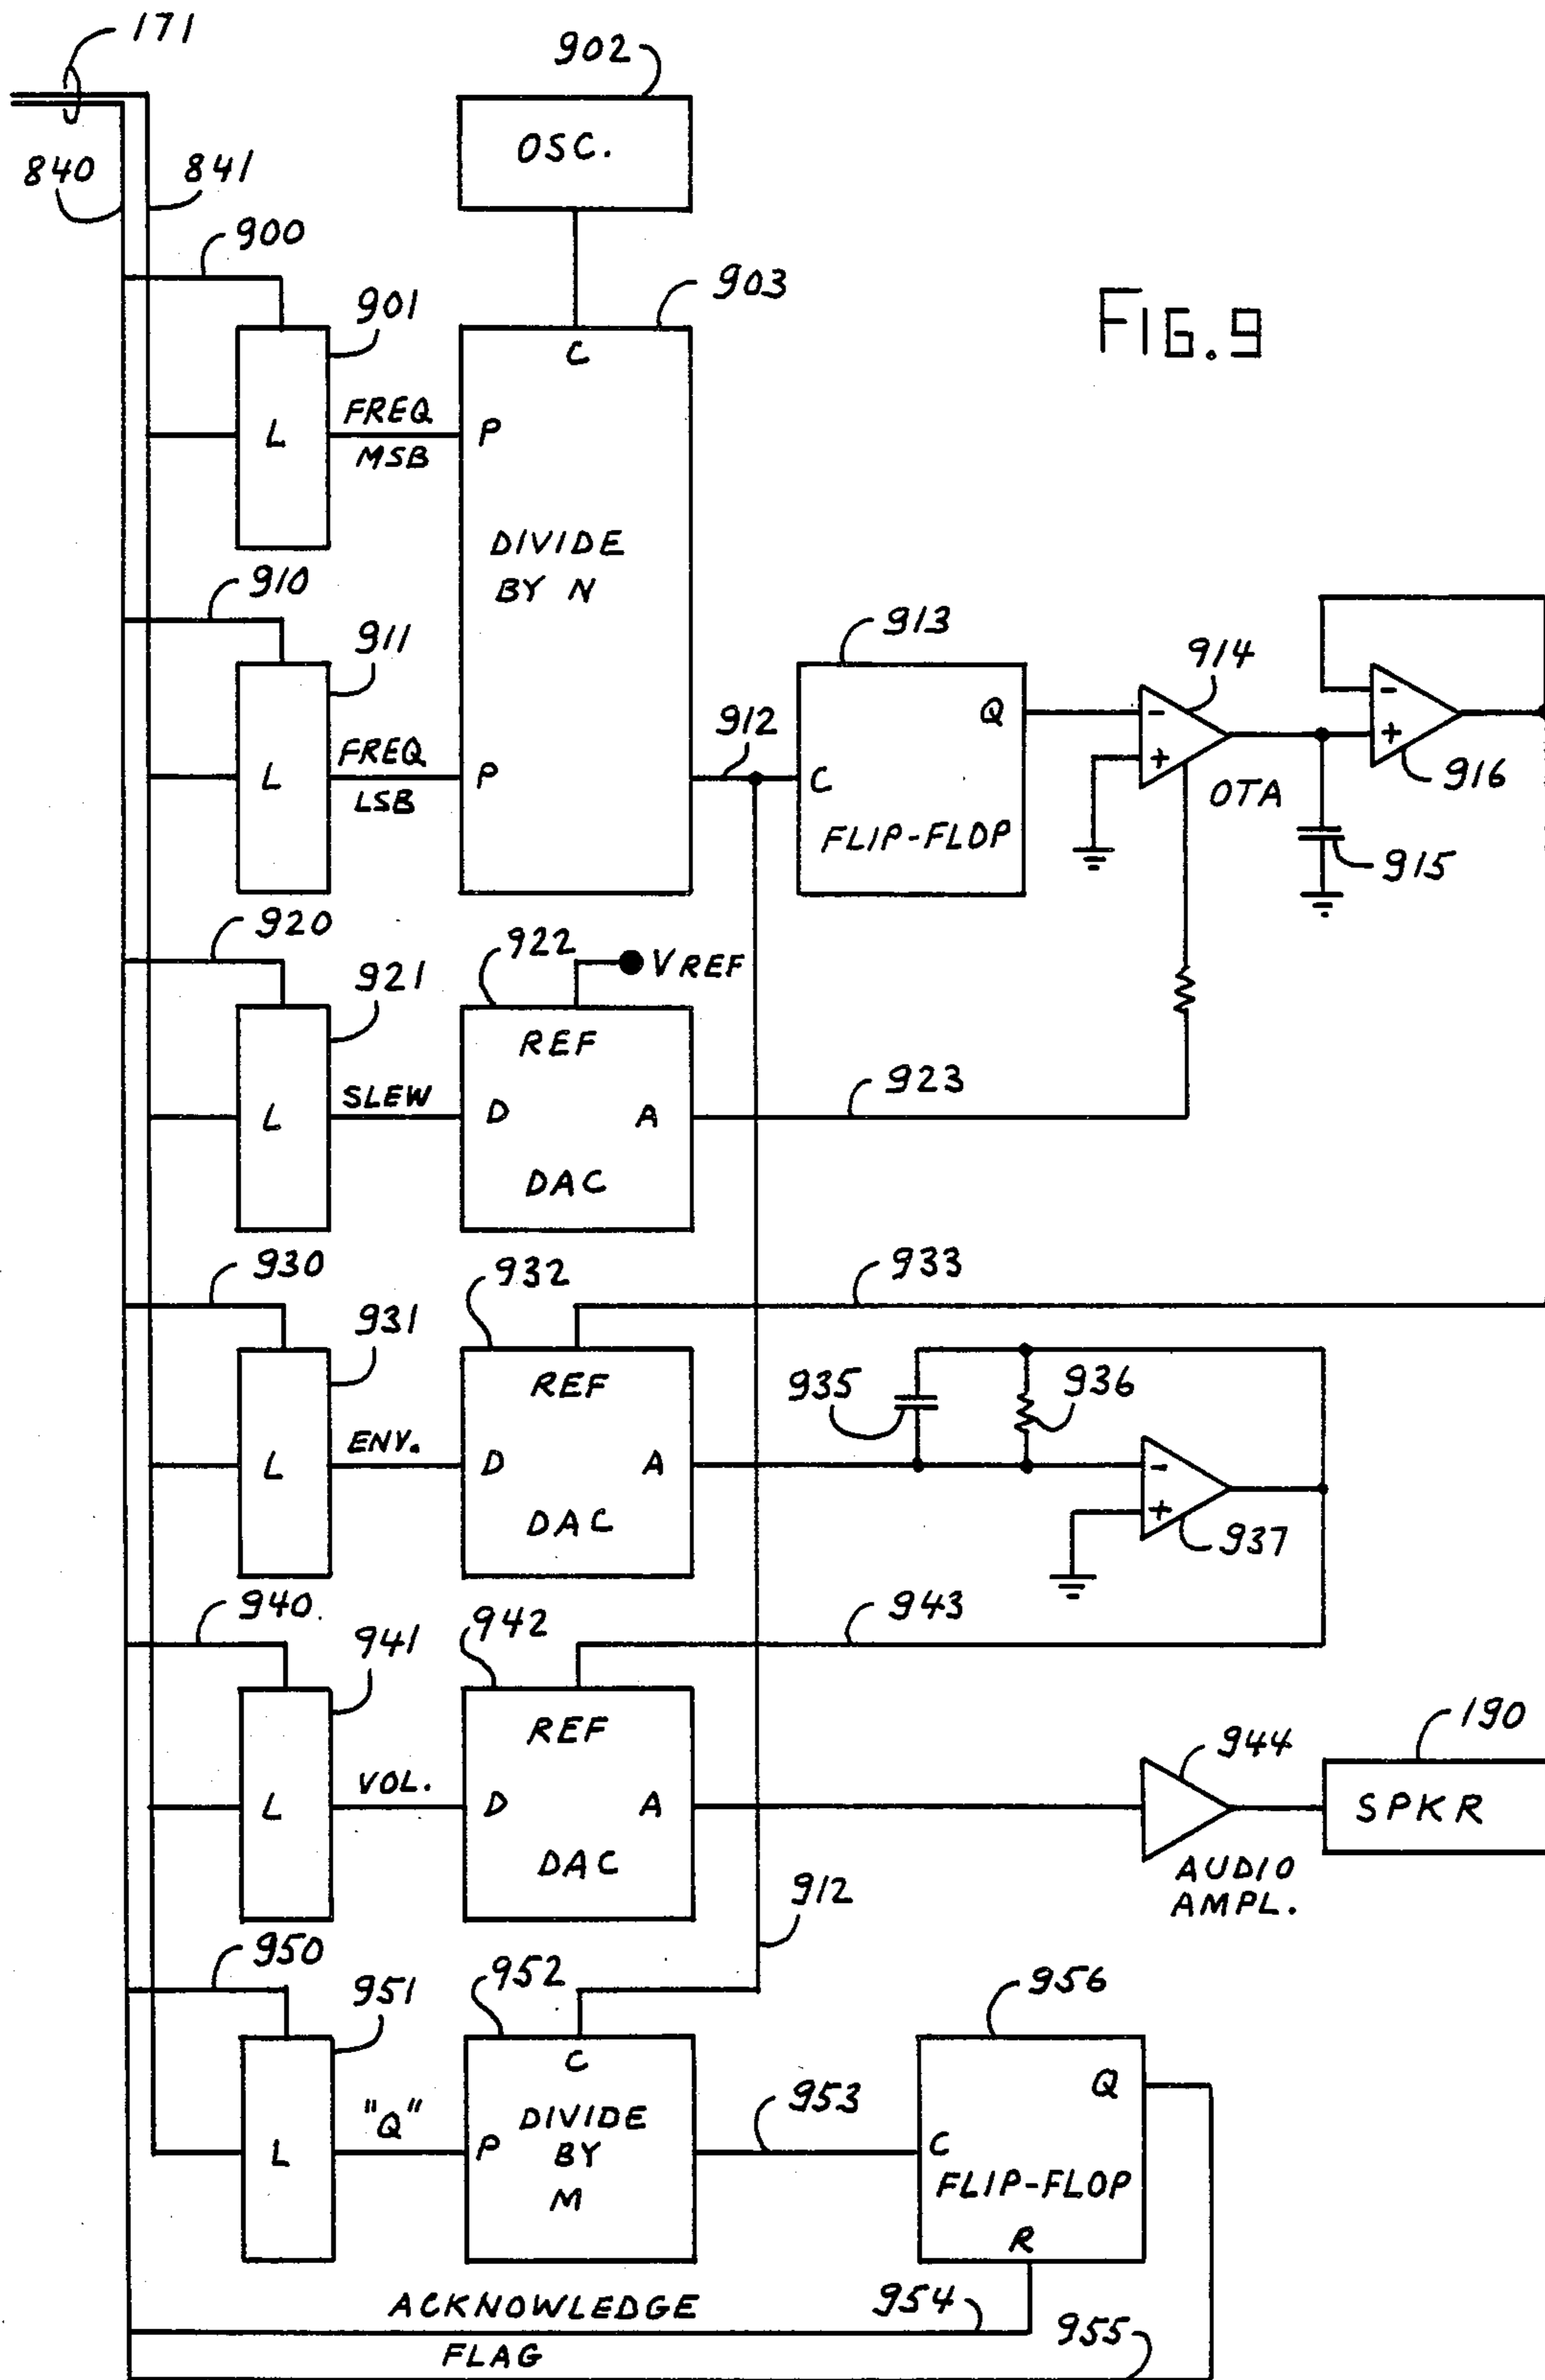 171
902
OSC.
840
841
900
901
903
FIG. 9
C
FREQ
MSB
L
P
DIVIDE
BY N
910
911
913
914
Q
-
+
-
+
916
912
FREQ
LSB
L
P
C
OTA
FLIP-FLOP
915
920
922
VREF
921
REF
923
SLEW
L
D
A
DAC
930
932
933
931
REF
935
936
ENV.
L
D
A
-
+
DAC
937
940.
942
943
941
REF
944
190
VOL.
L
D
A
SPKR
DAC
AUDIO
AMPL.
912
950
952
956
951
C
Q
"Q"
DIVIDE
BY
M
953
L
P
C
FLIP-FLOP
R
ACKNOWLEDGE
954
955
FLAG